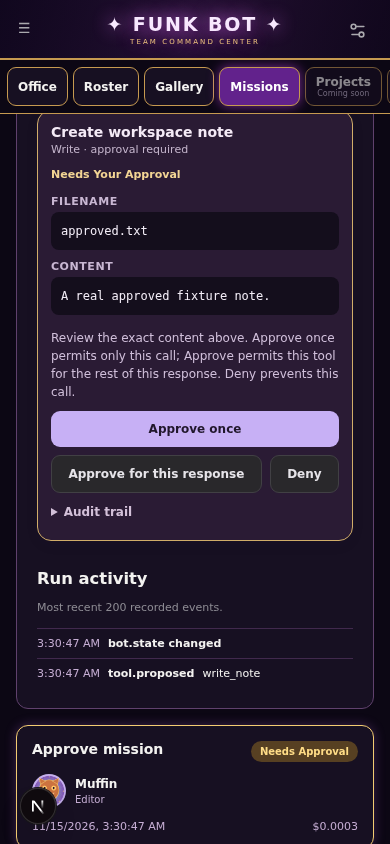 ☰
✦ FUNK BOT ✦
TEAM COMMAND CENTER
Office
Roster
Gallery
Missions
Projects
Coming soon
Create workspace note
Write · approval required
Needs Your Approval
FILENAME
approved.txt
CONTENT
A real approved fixture note.
Review the exact content above. Approve once
permits only this call; Approve permits this tool
for the rest of this response. Deny prevents this
call.
Approve once
Approve for this response
Deny
Audit trail
Run activity
Most recent 200 recorded events.
3:30:47 AM bot.state changed
3:30:47 AM tool.proposed write_note
Approve mission
Needs Approval
Muffin
Editor
N
11/15/2026, 3:30:47 AM
$0.0003